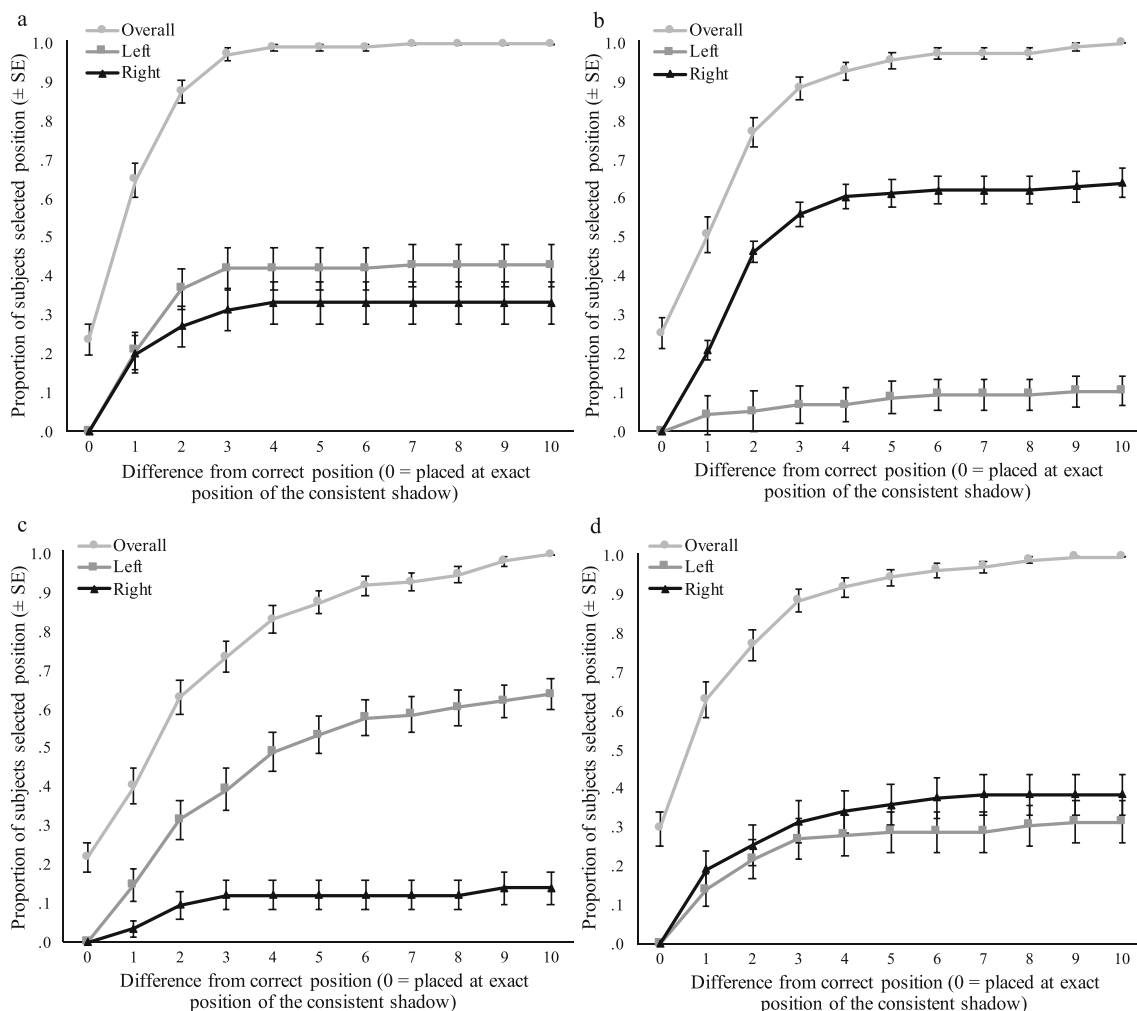 a
Overall
Left
Right
Proportion of subjects selected position (± SE)
1.0
.9
.8
.7
.6
.5
.4
.3
.2
.1
.0
0 1 2 3 4 5 6 7 8 9 10
Difference from correct position (0 = placed at exact
position of the consistent shadow)
b
Overall
Left
Right
Proportion of subjects selected position (± SE)
1.0
.9
.8
.7
.6
.5
.4
.3
.2
.1
.0
0 1 2 3 4 5 6 7 8 9 10
Difference from correct position (0 = placed at exact
position of the consistent shadow)
c
Overall
Left
Right
Proportion of subjects selected position (± SE)
1.0
.9
.8
.7
.6
.5
.4
.3
.2
.1
.0
0 1 2 3 4 5 6 7 8 9 10
Difference from correct position (0 = placed at exact
position of the consistent shadow)
d
Overall
Left
Right
Proportion of subjects selected position (± SE)
1.0
.9
.8
.7
.6
.5
.4
.3
.2
.1
.0
0 1 2 3 4 5 6 7 8 9 10
Difference from correct position (0 = placed at exact
position of the consistent shadow)